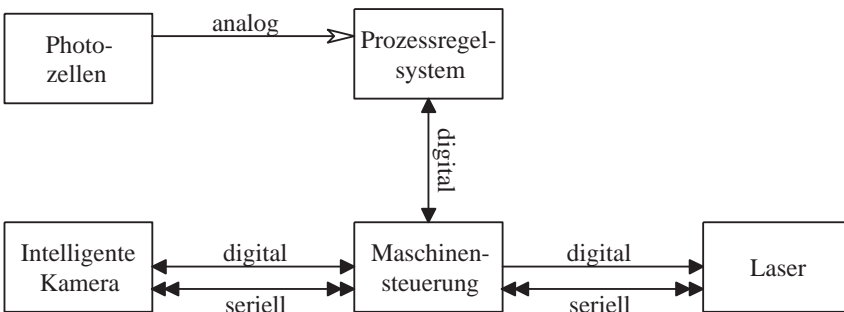 analog
Photo-
zellen
Prozessregel-
system
digital
Intelligente
Kamera
digital
seriell
Maschinen-
steuerung
digital
seriell
Laser